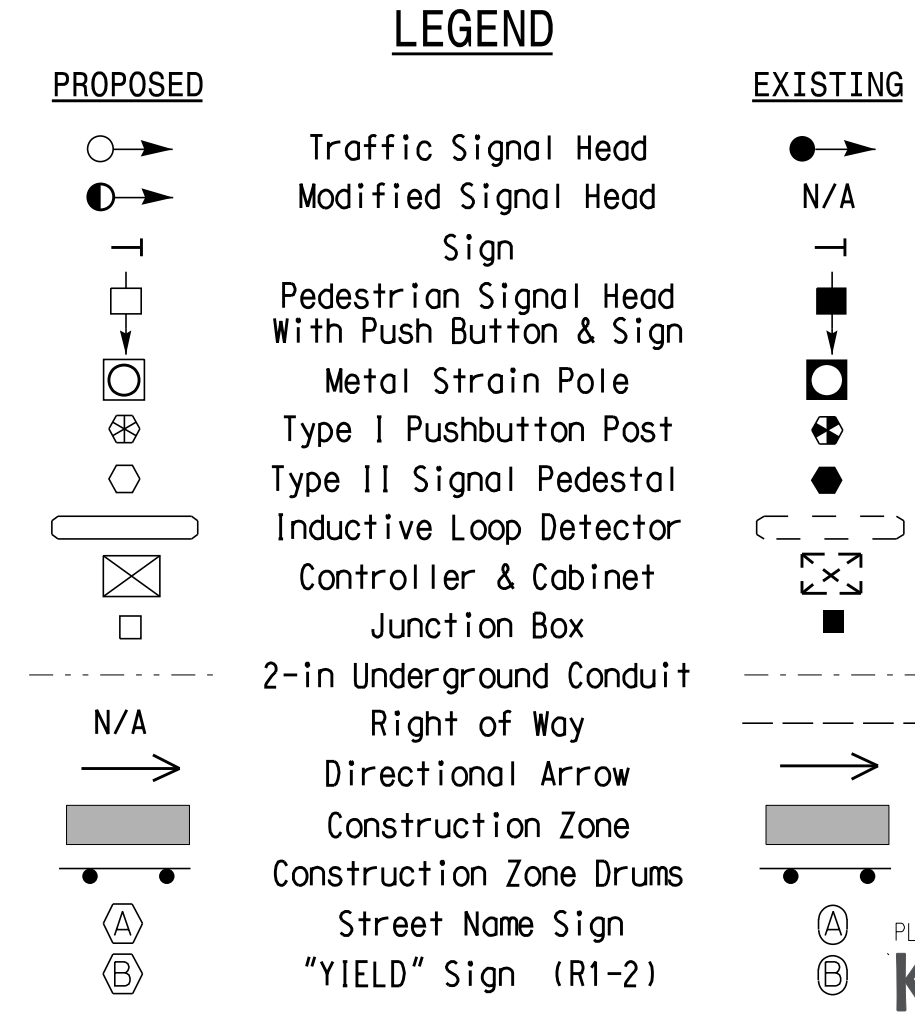 LEGEND
PROPOSED EXISTING
Traffic Signal Head
Modified Signal Head N/A
Sign
Pedestrian Signal Head
With Push Button & Sign
Metal Strain Pole
Type I Pushbutton Post
Type II Signal Pedestal
Inductive Loop Detector
Controller & Cabinet
Junction Box
2-in Underground Conduit
N/A Right of Way
Directional Arrow
Construction Zone
Construction Zone Drums
A Street Name Sign A
B "YIELD" Sign (R1-2) B
PL
K